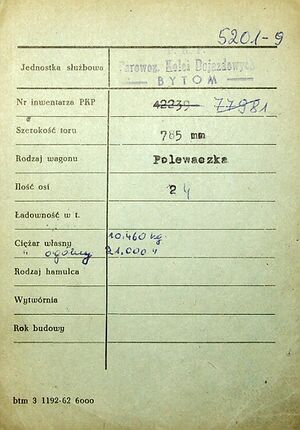 5201-9
P. K. P.
Jednostka służbowa Parowoz. Kolei Dojazdowych
BYTOM
Nr inwentarza PKP 42239 77981
Szerokość toru 785 mm
Rodzaj wagonu Polewaczka
Ilość osi 2 4
Ładowność w t.
Ciężar własny 10.460 kg.
" ogólny 21.000 "
Rodzaj hamulca
Wytwórnia
Rok budowy
btm 3 1192-62 6000